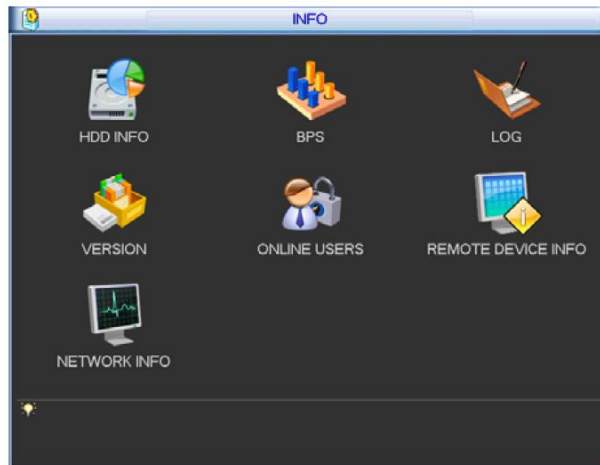 INFO
HDD INFO
BPS
LOG
VERSION
ONLINE USERS
REMOTE DEVICE INFO
NETWORK INFO